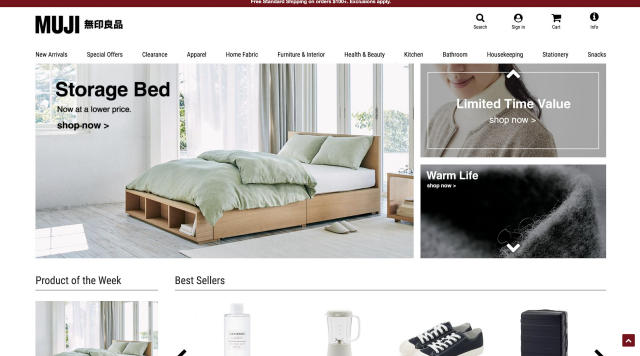 Free Standard Shipping on orders $100+. Exclusions apply.
MUJI 無印良品
Search
Sign in
Cart
Info
New Arrivals
Special Offers
Clearance
Apparel
Home Fabric
Furniture & Interior
Health & Beauty
Kitchen
Bathroom
Housekeeping
Stationery
Snacks
Storage Bed
Now at a lower price.
shop now >
Limited Time Value
shop now >
Warm Life
shop now >
Product of the Week
Best Sellers